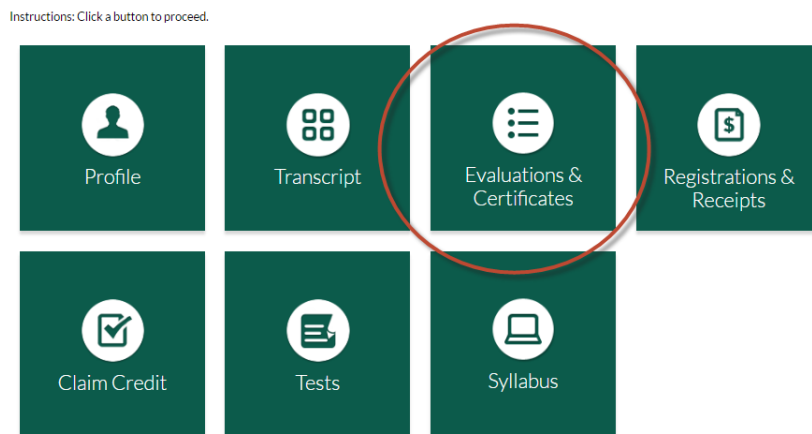 Instructions: Click a button to proceed.
Profile
Transcript
Evaluations &
Certificates
Registrations &
Receipts
Claim Credit
Tests
Syllabus